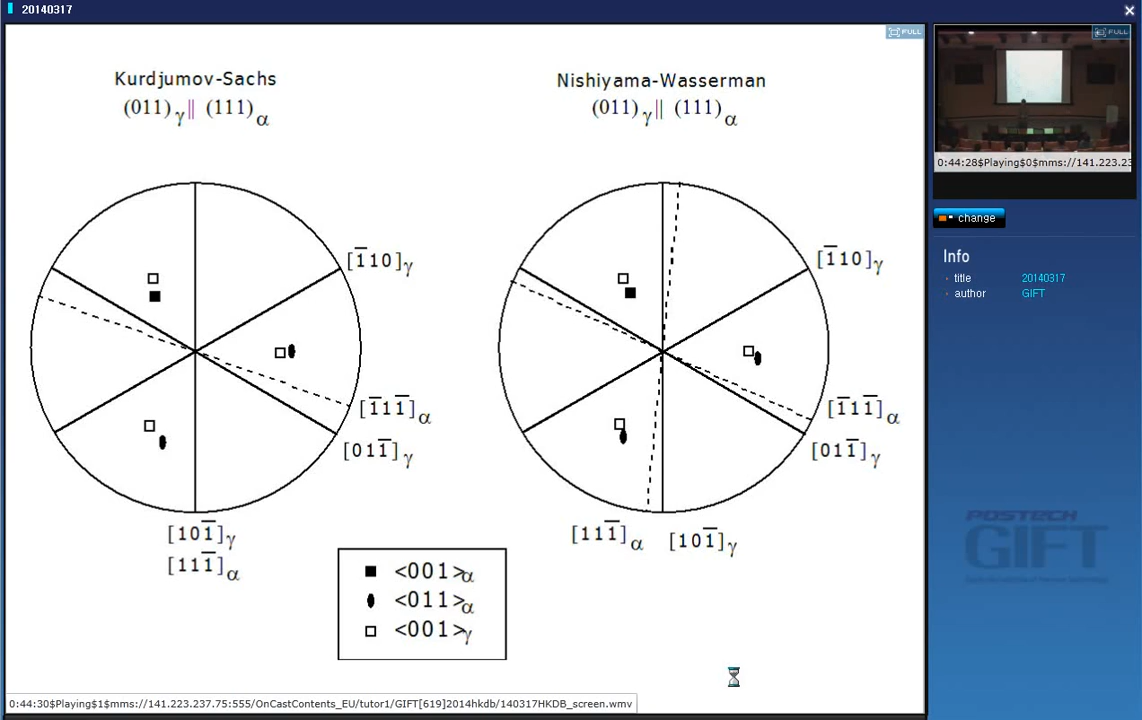 20140317
FULL
FULL
Kurdjumov-Sachs
(011)γ || (111)α
Nishiyama-Wasserman
(011)γ || (111)α
0:44:28$Playing$0$mms://141.223.23
change
Info
title 20140317
author GIFT
[1̅10]γ
[1̅10]γ
[1̅11̅]α
[011̅]γ
[1̅11̅]α
[011̅]γ
[101̅]γ
[111̅]α
[111̅]α [101̅]γ
<001>α
<011>α
<001>γ
POSTECH
GIFT
0:44:30$Playing$1$mms://141.223.237.75:555/OnCastContents_EU/tutor1/GIFT[619]2014hkdb/140317HKDB_screen.wmv